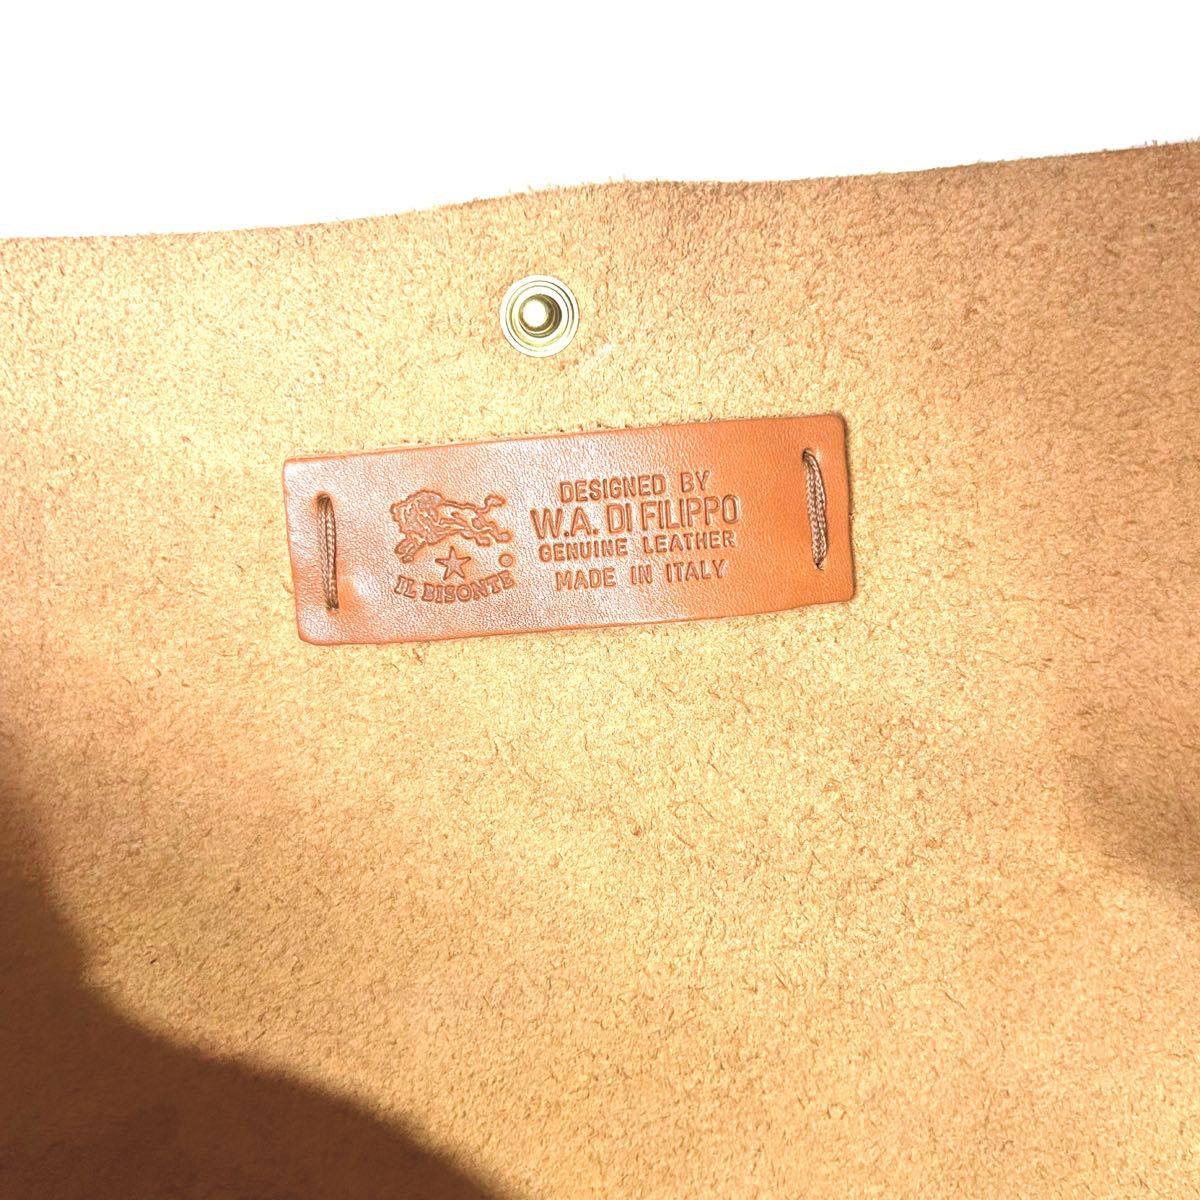 IL BISONTE
DESIGNED BY
W.A. DI FILIPPO
GENUINE LEATHER
MADE IN ITALY